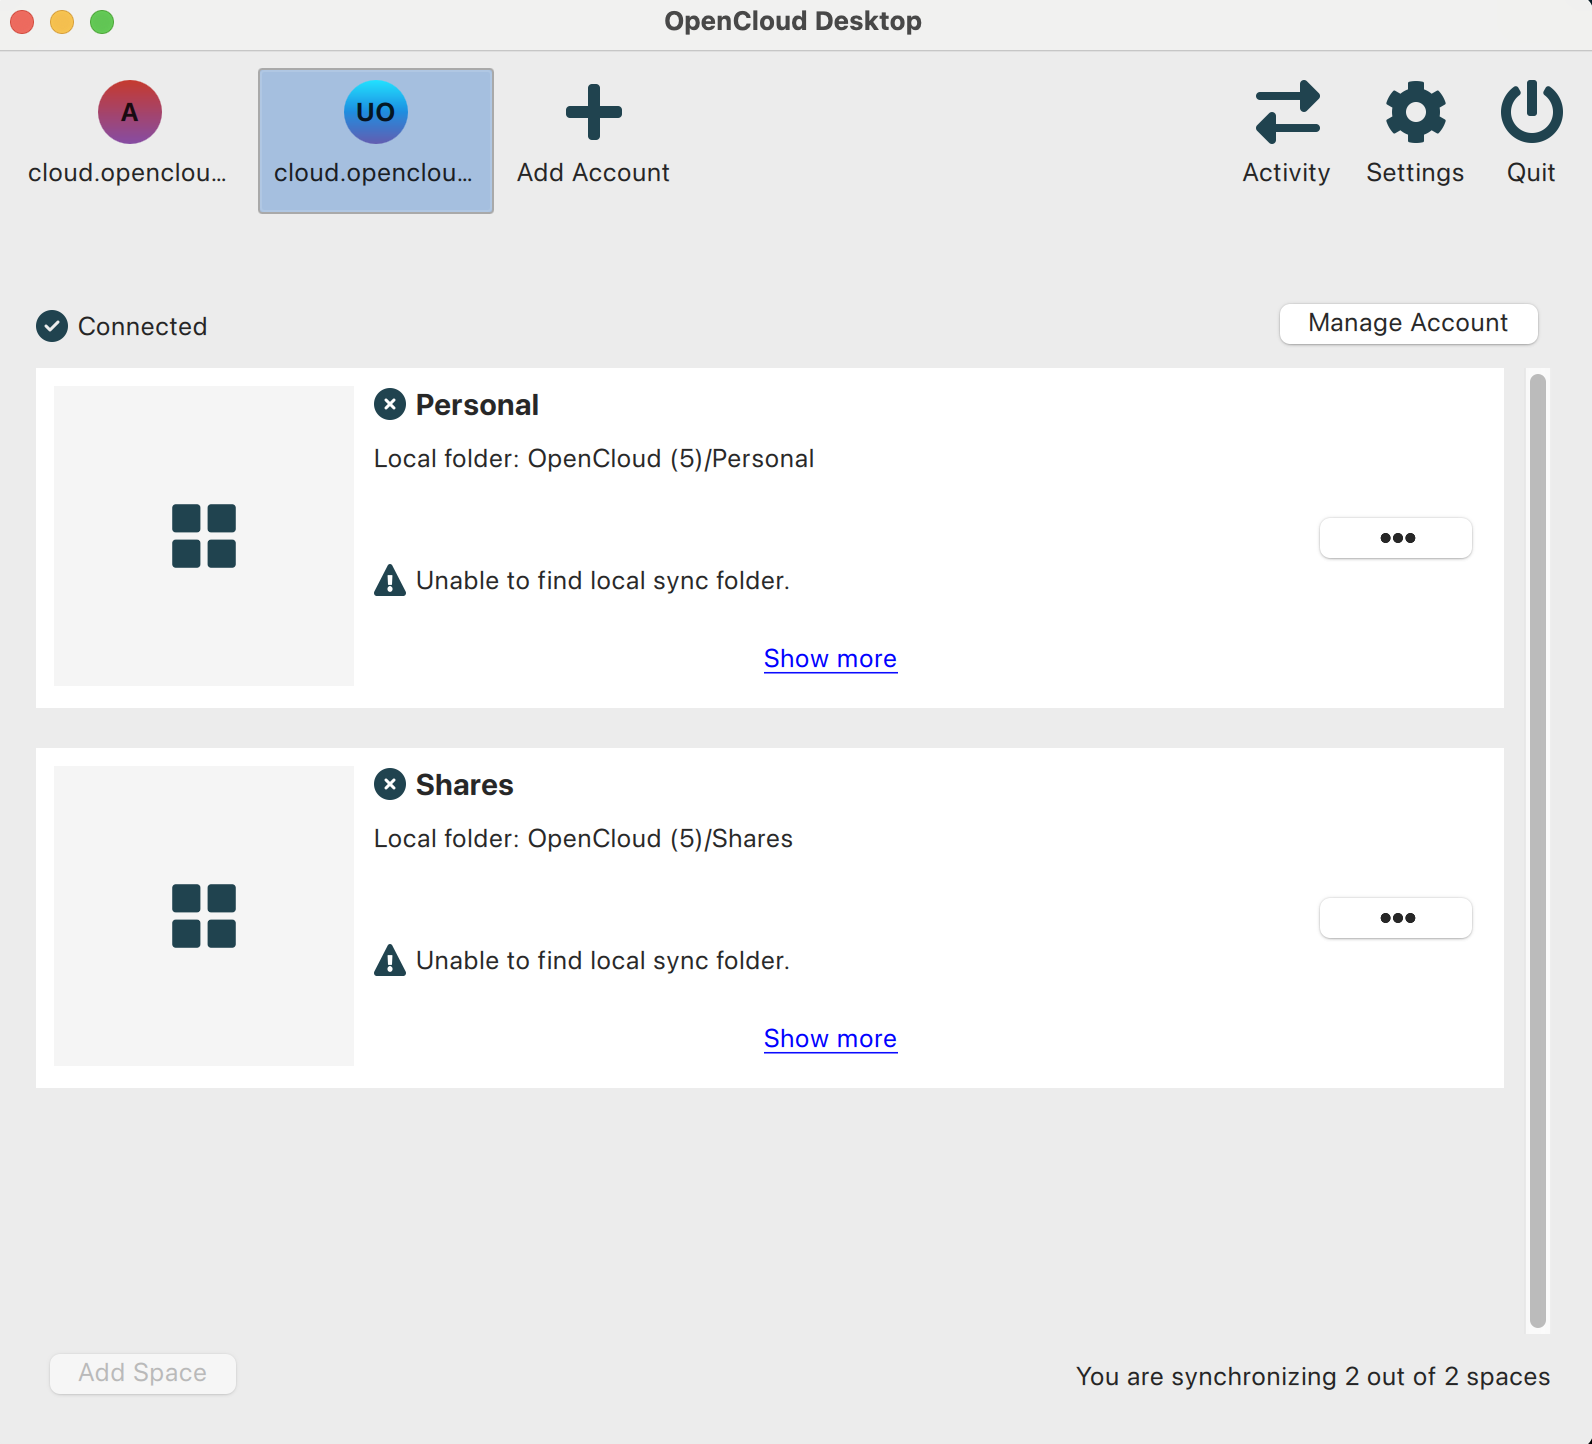 OpenCloud Desktop
A
UO
cloud.openclou...
cloud.openclou...
Add Account
Activity
Settings
Quit
Connected
Manage Account
Personal
Local folder: OpenCloud (5)/Personal
Unable to find local sync folder.
Show more
Shares
Local folder: OpenCloud (5)/Shares
Unable to find local sync folder.
Show more
Add Space
You are synchronizing 2 out of 2 spaces